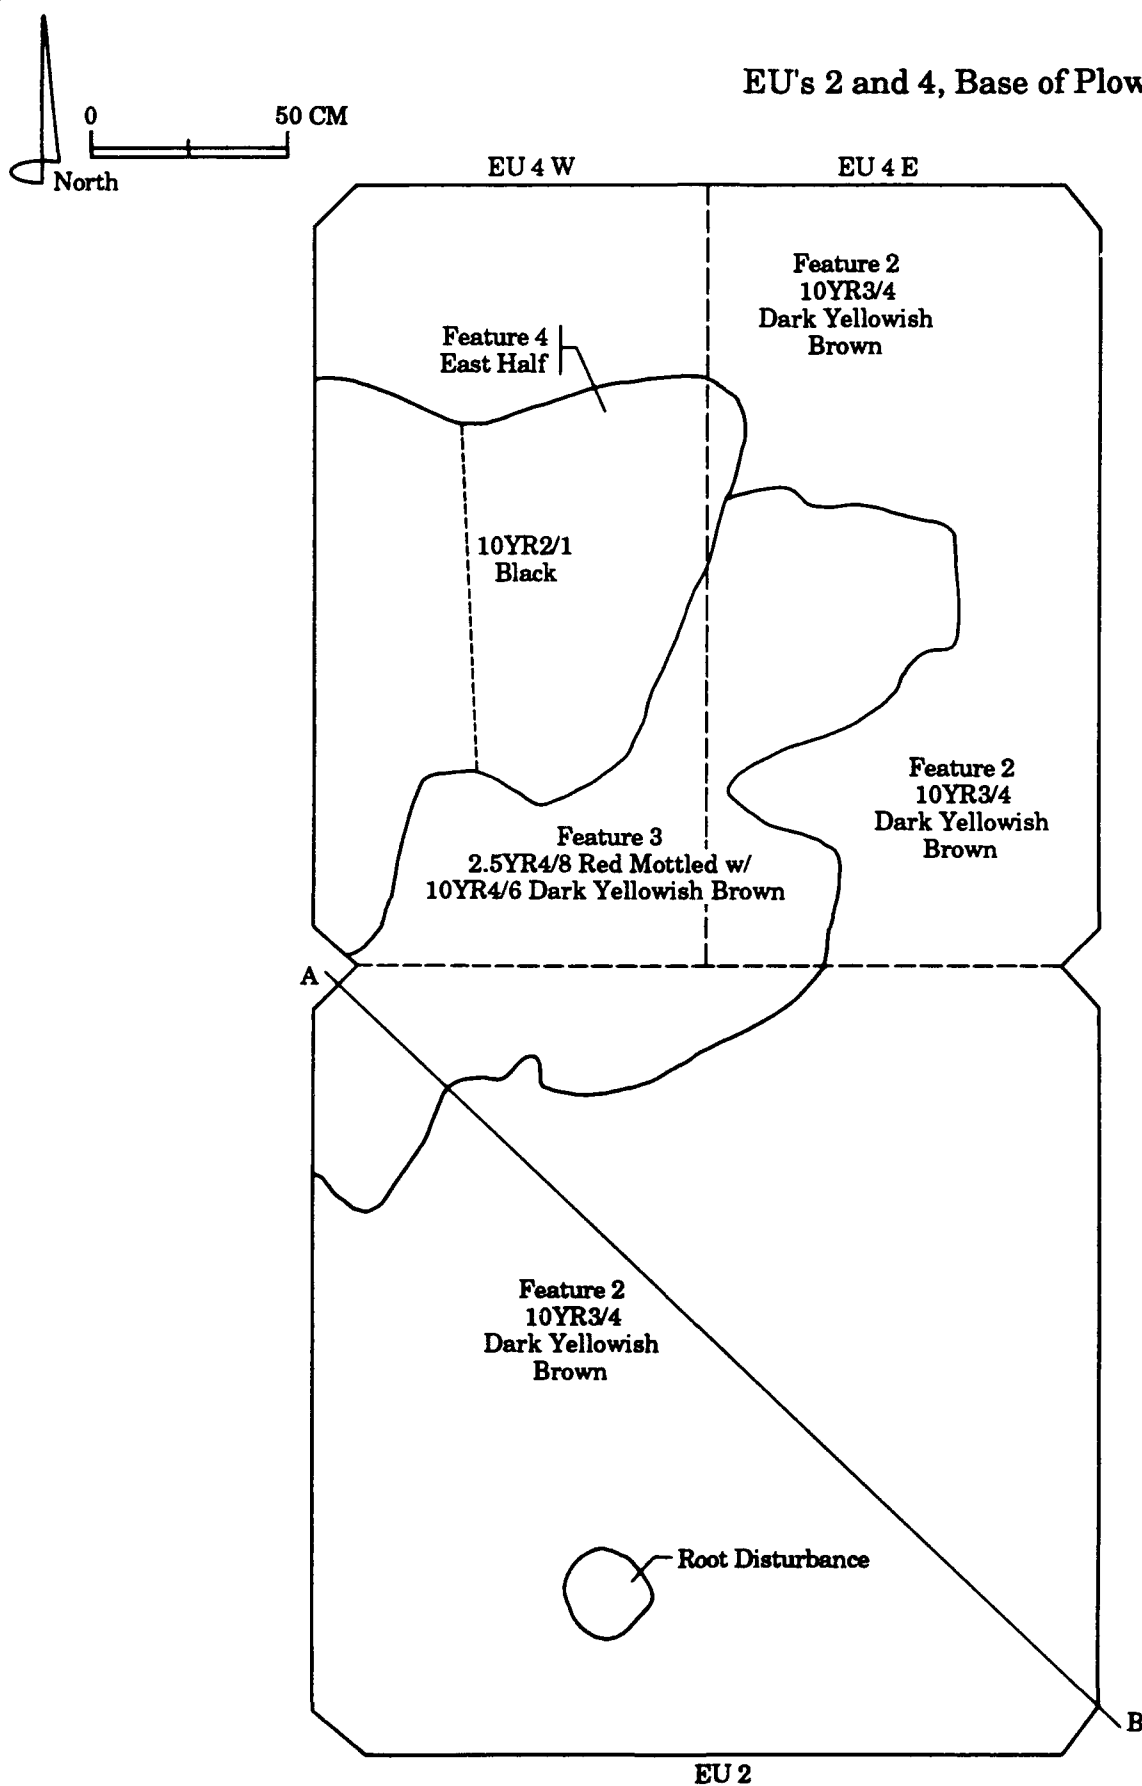 EU's 2 and 4, Base of Plow
0 50 CM
North
EU 4 W
EU 4 E
Feature 2
10YR3/4
Dark Yellowish
Brown
Feature 4
East Half
10YR2/1
Black
Feature 2
10YR3/4
Dark Yellowish
Brown
Feature 3
2.5YR4/8 Red Mottled w/
10YR4/6 Dark Yellowish Brown
A
Feature 2
10YR3/4
Dark Yellowish
Brown
Root Disturbance
B
EU 2